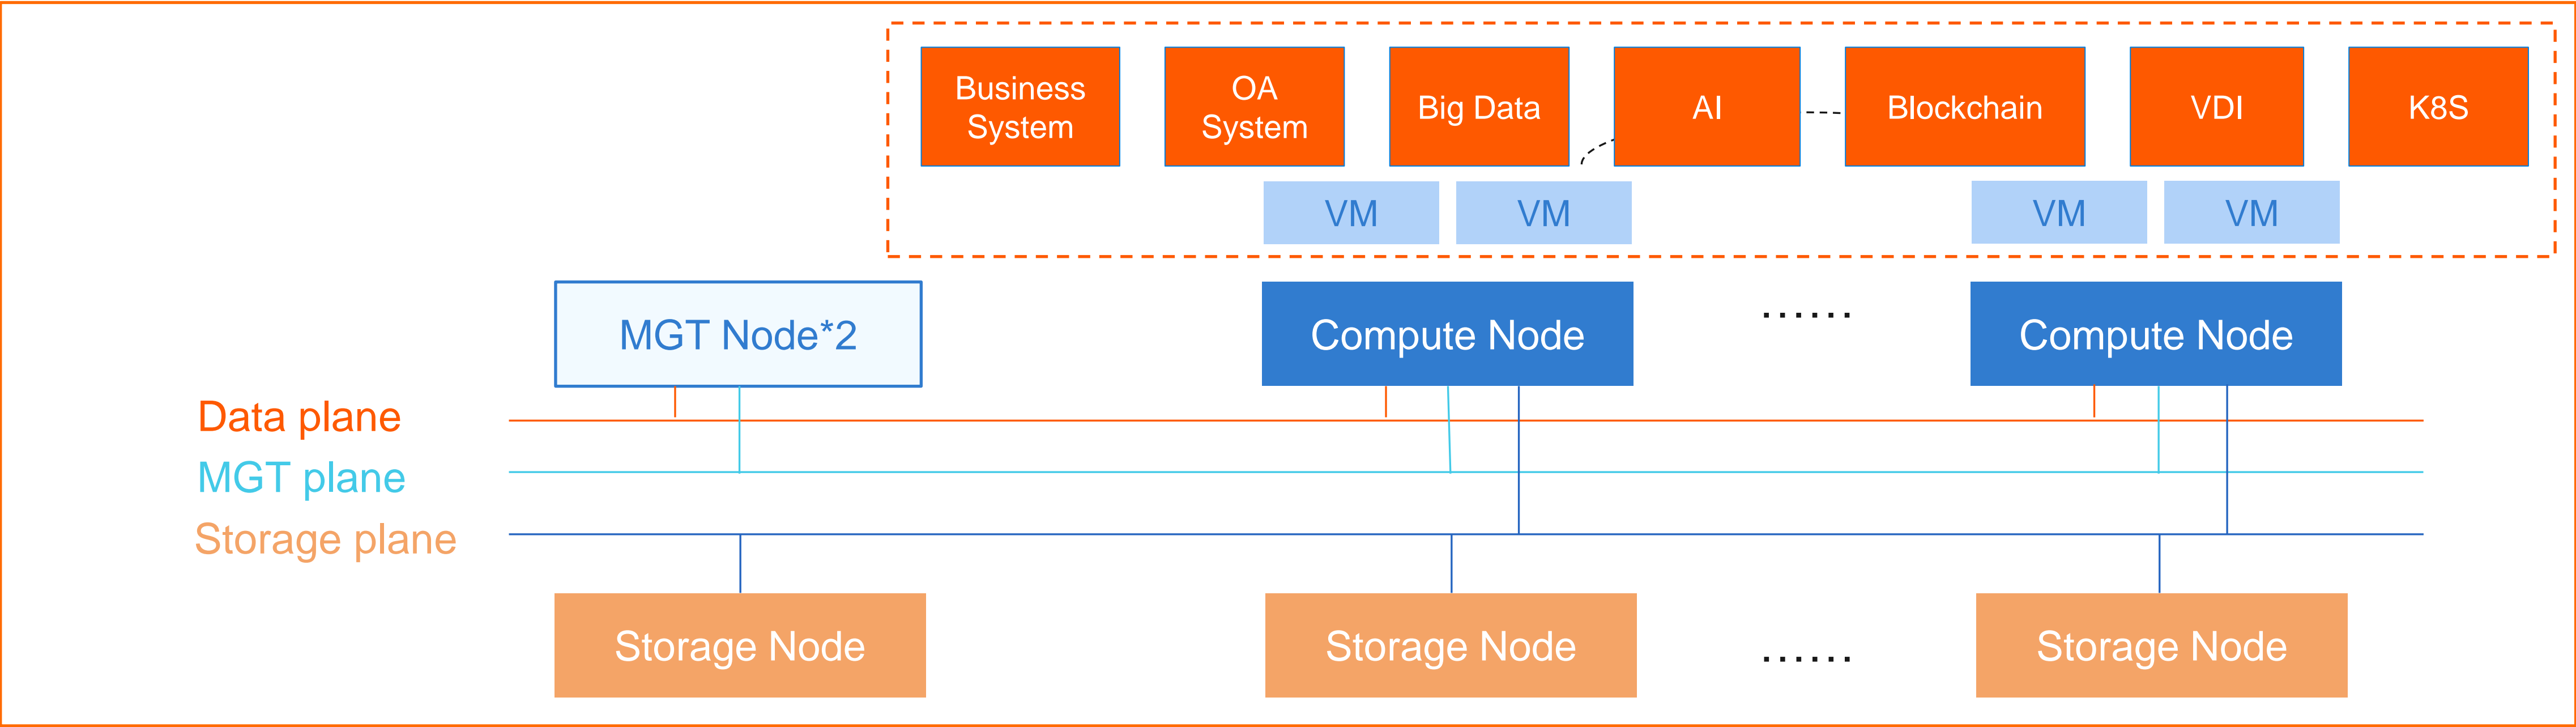 Business
System
OA
System
Big Data
AI
Blockchain
VDI
K8S
VM
VM
VM
VM
MGT Node*2
Compute Node
......
Compute Node
Data plane
MGT plane
Storage plane
Storage Node
Storage Node
......
Storage Node